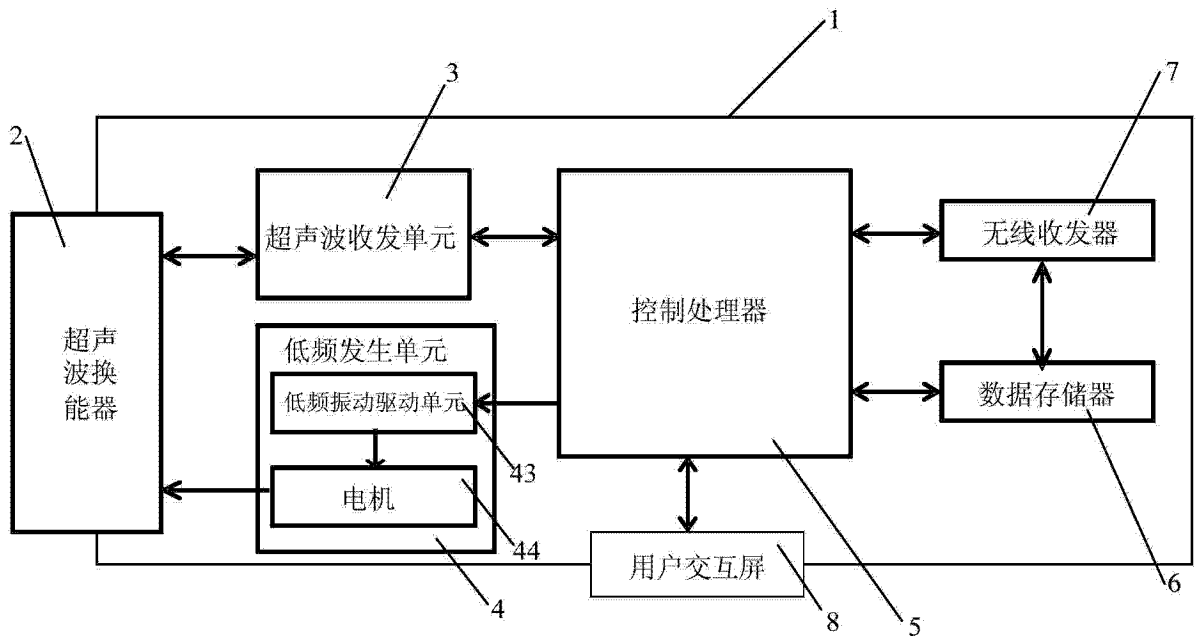 1
3
7
2
超声波收发单元
无线收发器
控制处理器
超声
波换
能器
低频发生单元
低频振动驱动单元
数据存储器
43
电机
44
用户交互屏
4
8
5
6